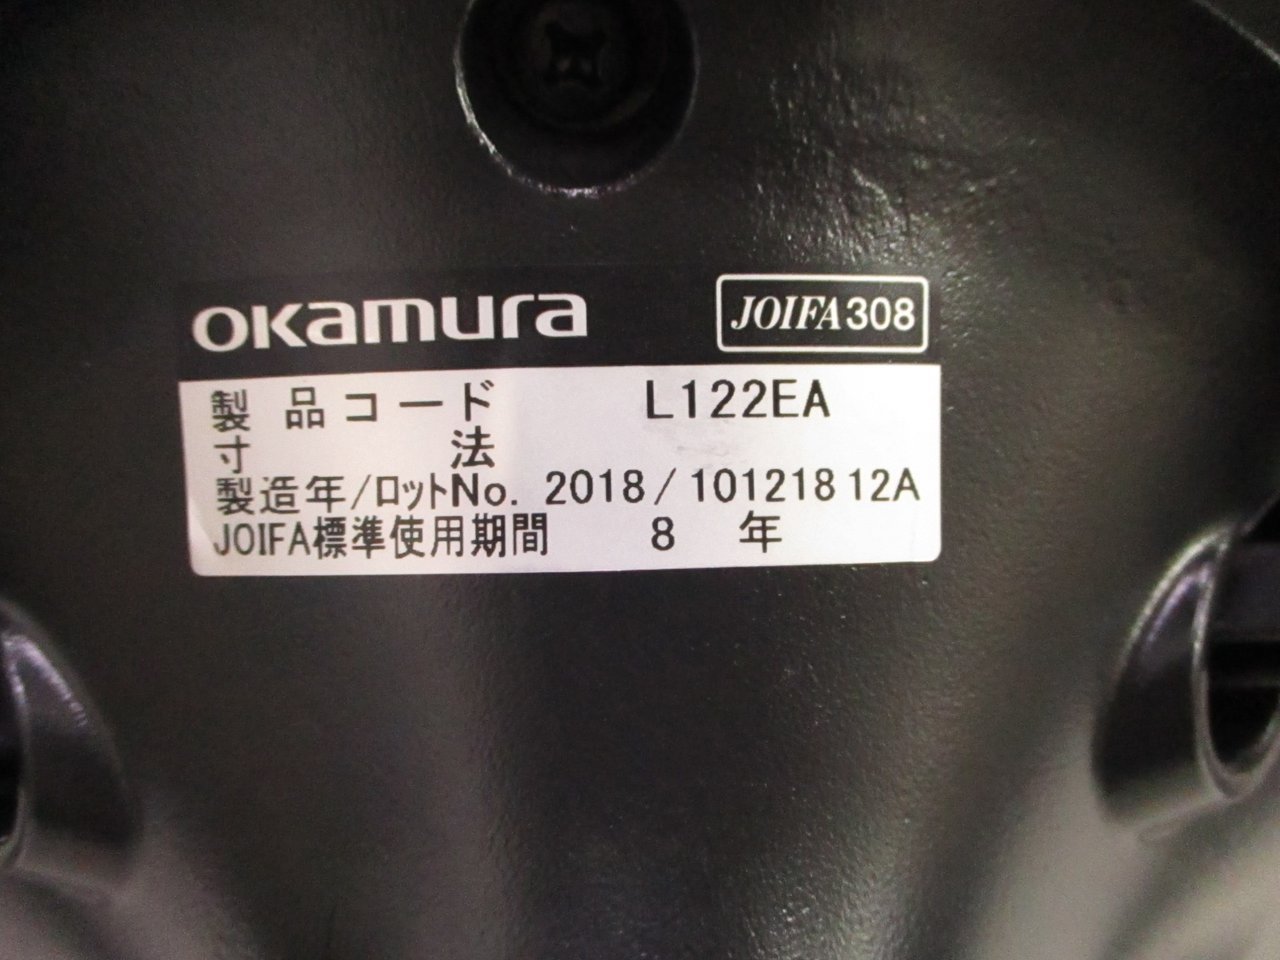 okamura JOIFA308
製品コード L122EA
寸法
製造年/ロットNo. 2018/10121812A
JOIFA標準使用期間 8 年